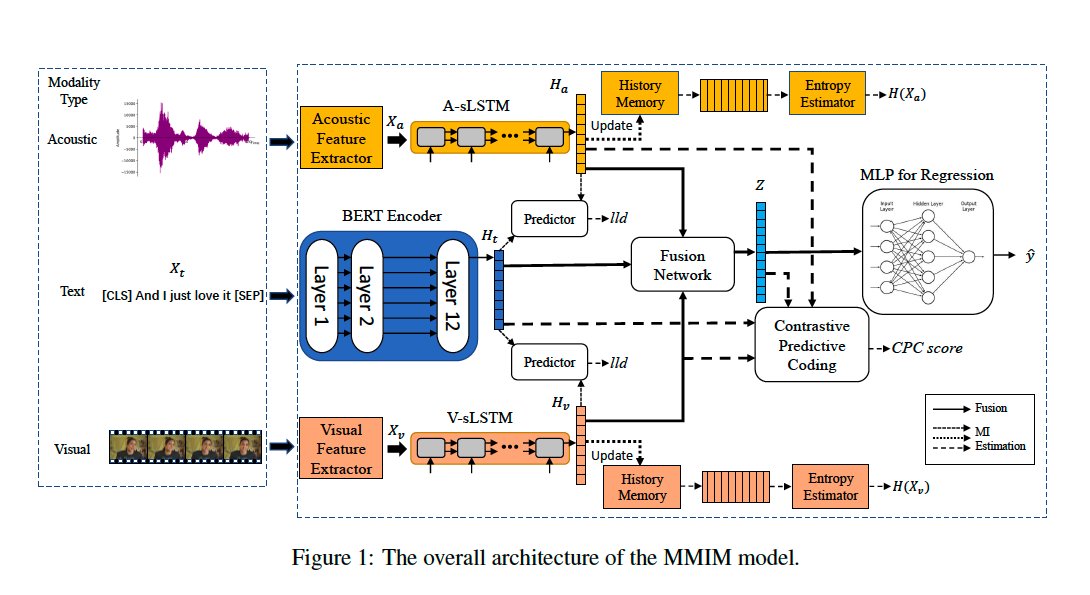 Modality
Type
Acoustic
Text
Visual
X_t
[CLS] And I just love it [SEP]
Acoustic
Feature
Extractor
X_a
A-sLSTM
H_a
Update
History
Memory
Entropy
Estimator
H(X_a)
Predictor
lld
BERT Encoder
Layer 1
Layer 2
Layer 12
H_t
Fusion
Network
Z
MLP for Regression
Input
Layer
Hidden Layer
Output
Layer
ŷ
Contrastive
Predictive
Coding
CPC score
Predictor
lld
Visual
Feature
Extractor
X_v
V-sLSTM
H_v
Update
History
Memory
Entropy
Estimator
H(X_v)
Fusion
MI
Estimation
Figure 1: The overall architecture of the MMIM model.